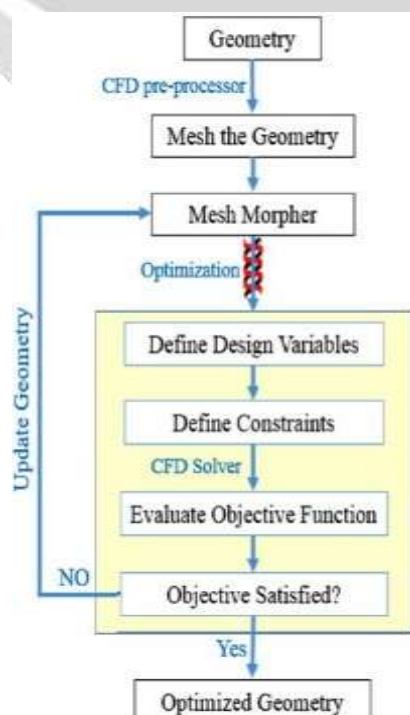 Geometry
CFD pre-processor
Mesh the Geometry
Mesh Morpher
Optimization
Define Design Variables
Define Constraints
CFD Solver
Evaluate Objective Function
Update Geometry
NO
Objective Satisfied?
Yes
Optimized Geometry